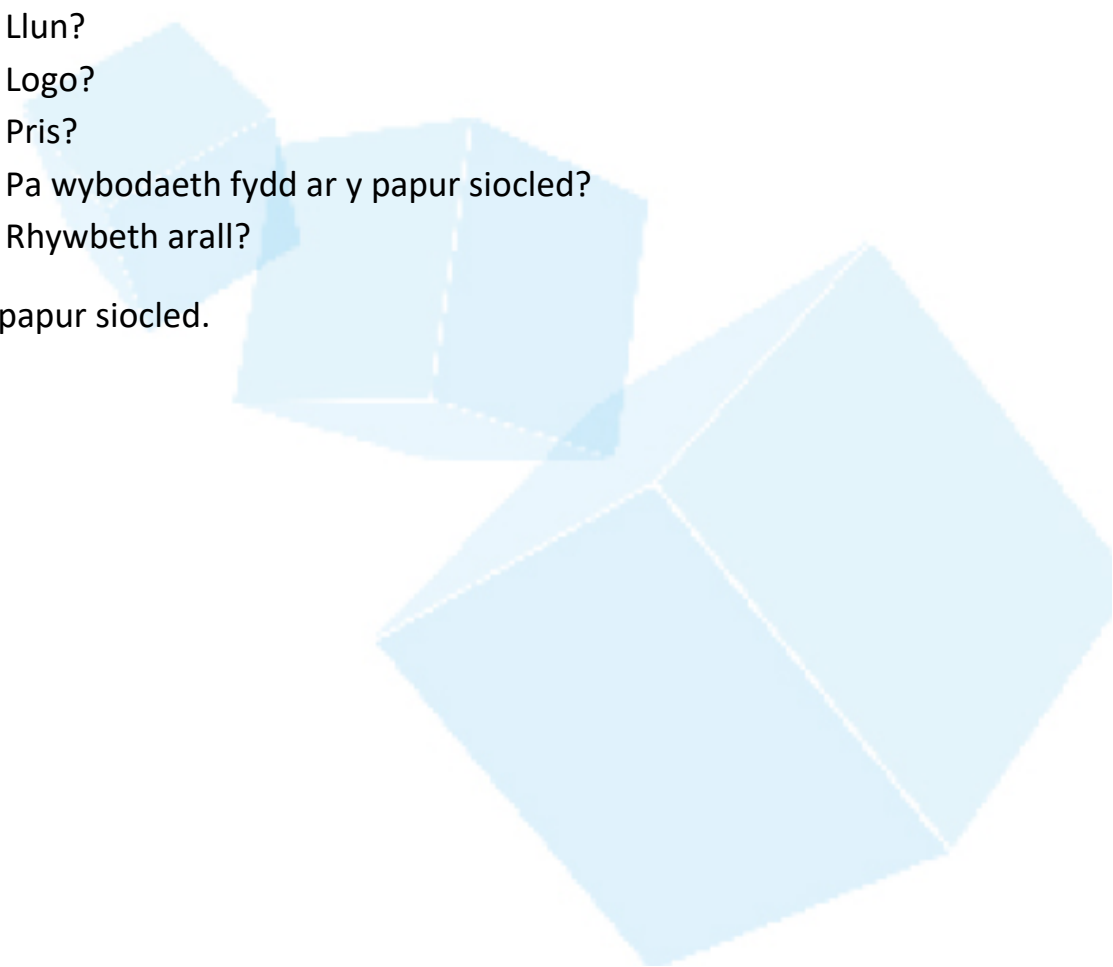 Llun?
Logo?
Pris?
Pa wybodaeth fydd ar y papur siocled?
Rhywbeth arall?
papur siocled.